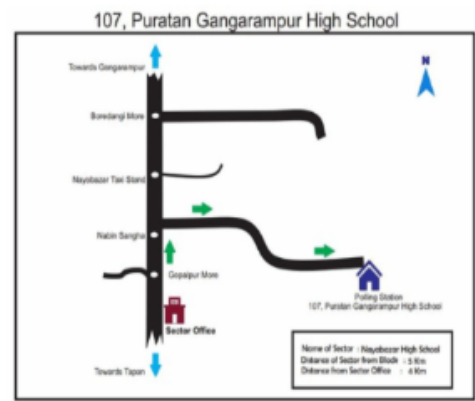 107, Puratan Gangarampur High School
Towards Gangarampur
N
Boredangi More
Nayabazar Taxi Stand
Nabin Sangha
Gopalpur More
Polling Station
107, Puratan Gangarampur High School
Sector Office
Name of Sector : Nayabazar High School
Distance of Sector from Block : 5 Km
Distance from Sector Office : 4 Km
Towards Tapan